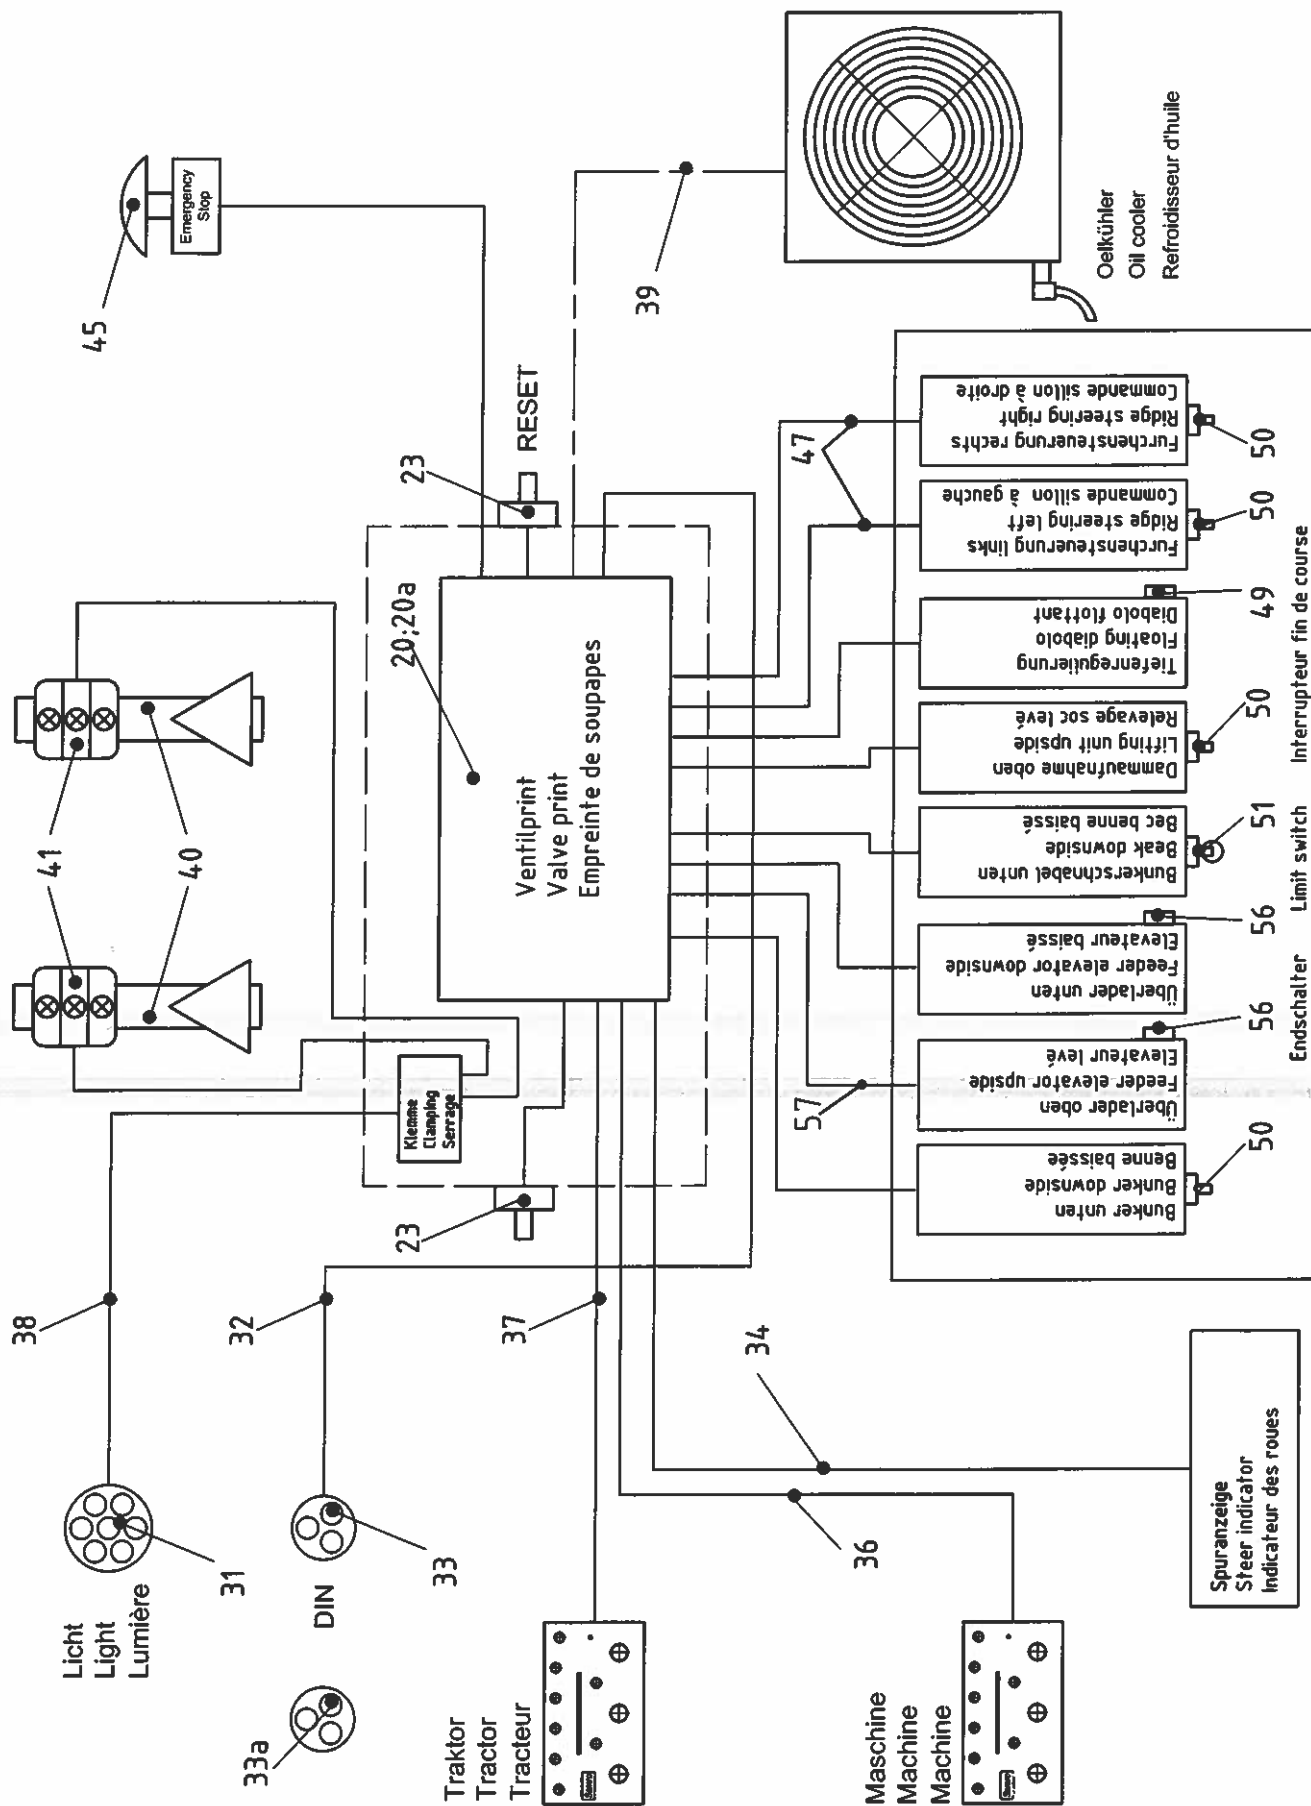 45
Emergency
Stop
39
Oelkühler
Oil cooler
Refroidisseur d'huile
41
40
23
RESET
20;20a
Ventilprint
Valve print
Empreinte de soupapes
Klemme
Clamping
Serrage
23
38
32
37
34
36
Licht
Light
Lumière
31
DIN
33
33a
Traktor
Tractor
Tracteur
Maschine
Machine
Machine
Spuranzeige
Steer indicator
Indicateur des roues
47
57
Furchensteuerung rechts
Ridge steering right
Commande sillon à droite
50
Furchensteuerung links
Ridge steering left
Commande sillon à gauche
50
Tiefenregulierung
Floating diabolo
Diabolo flottant
49
Dammaufnahme oben
Lifting unit upside
Relevage soc levé
50
Bunkerschnabel unten
Beak downside
Bec benne baissé
51
Überlader unten
Feeder elevator downside
Elevateur baissé
56
Überlader oben
Feeder elevator upside
Elevateur levé
56
Bunker unten
Bunker downside
Benne baissée
50
Endschalter
Limit switch
Interrupteur fin de course